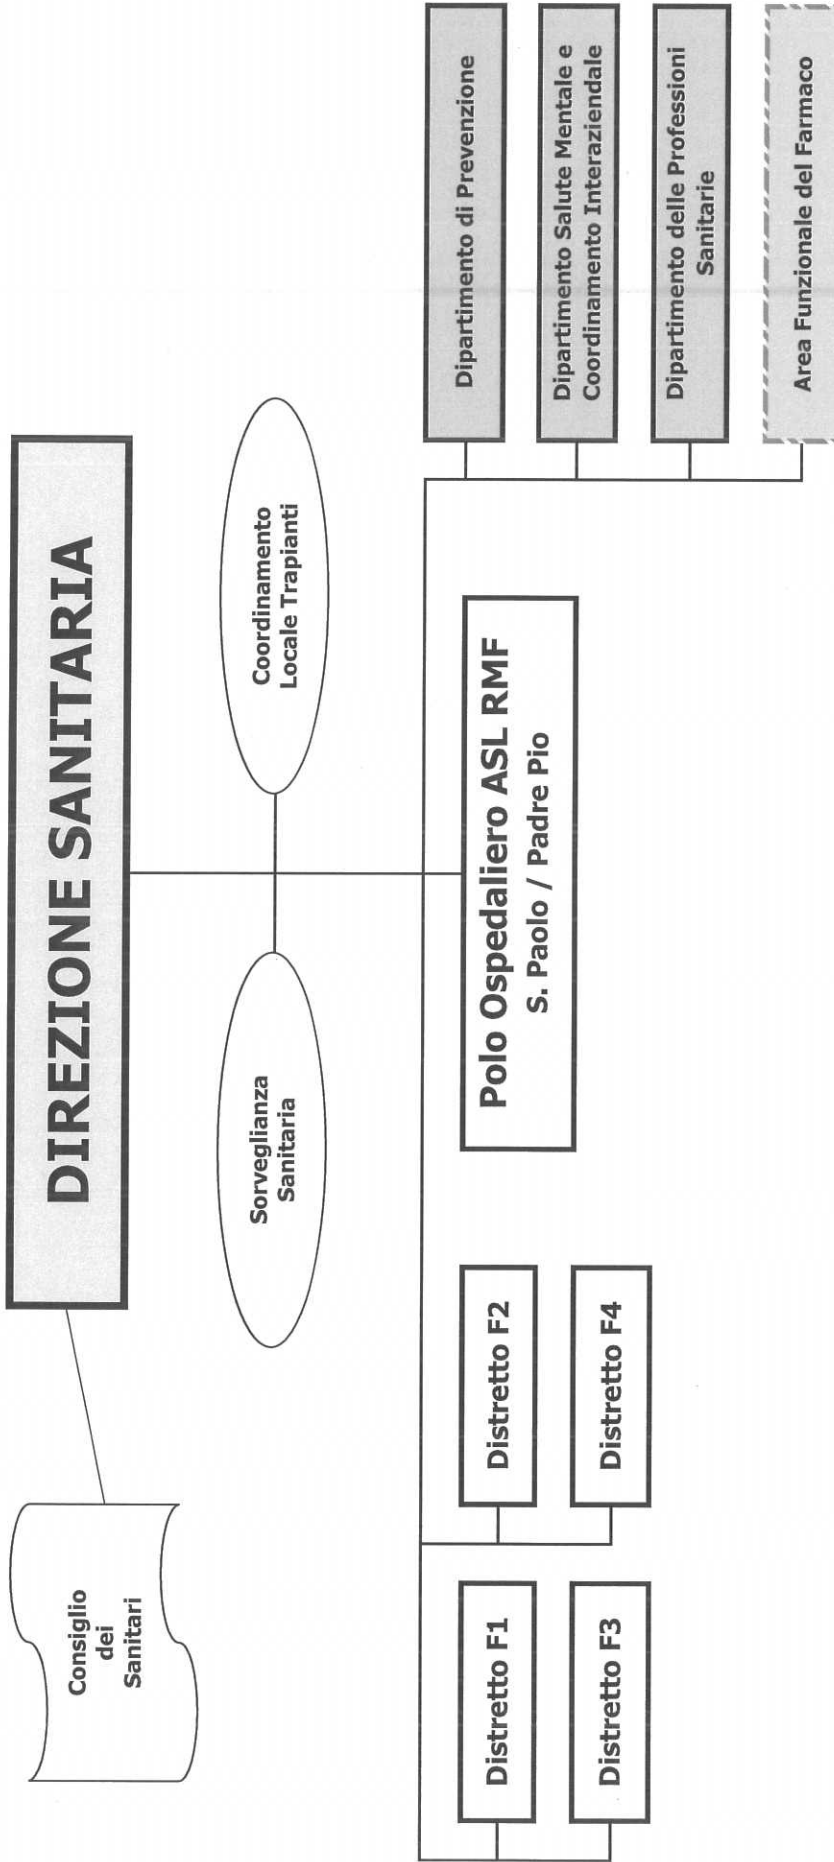 DIREZIONE SANITARIA
Consiglio
dei
Sanitari
Sorveglianza
Sanitaria
Coordinamento
Locale Trapianti
Distretto F1
Distretto F3
Distretto F2
Distretto F4
Polo Ospedaliero ASL RMF
S. Paolo / Padre Pio
Dipartimento di Prevenzione
Dipartimento Salute Mentale e
Coordinamento Interaziendale
Dipartimento delle Professioni
Sanitarie
Area Funzionale del Farmaco